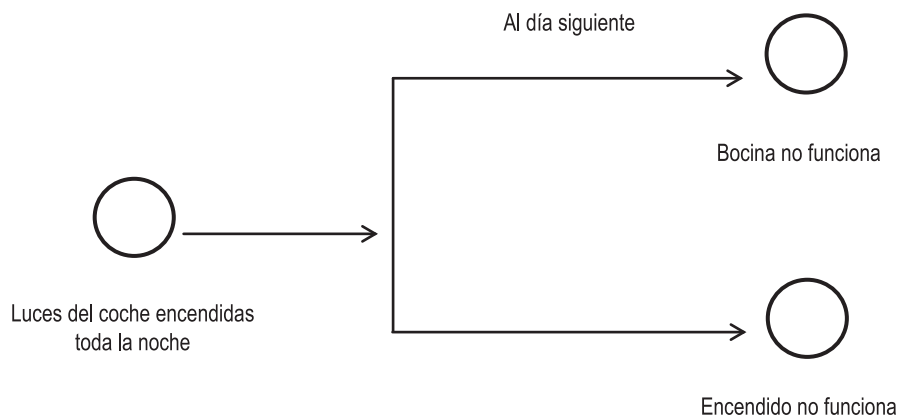 Al día siguiente
Bocina no funciona
Luces del coche encendidas
toda la noche
Encendido no funciona